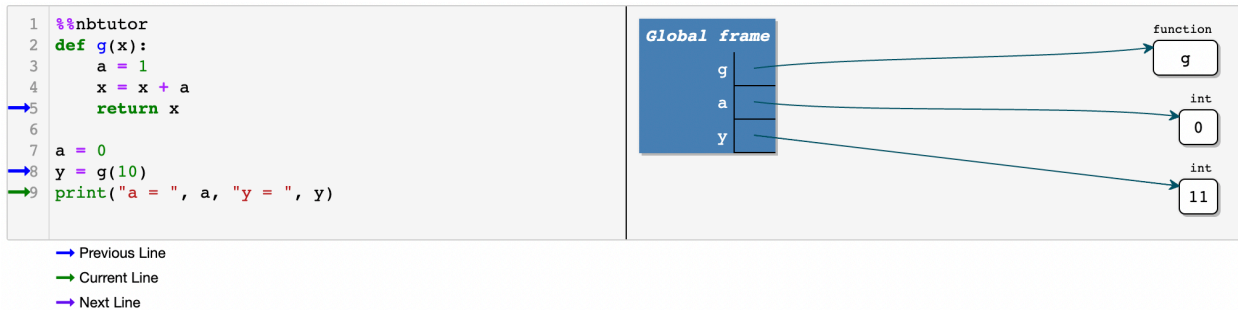 1 %%nbtutor
2 def g(x):
3     a = 1
4     x = x + a
5     return x
6
7 a = 0
8 y = g(10)
9 print("a = ", a, "y = ", y)
Previous Line
Current Line
Next Line
Global frame
g
a
y
function
g
int
0
int
11